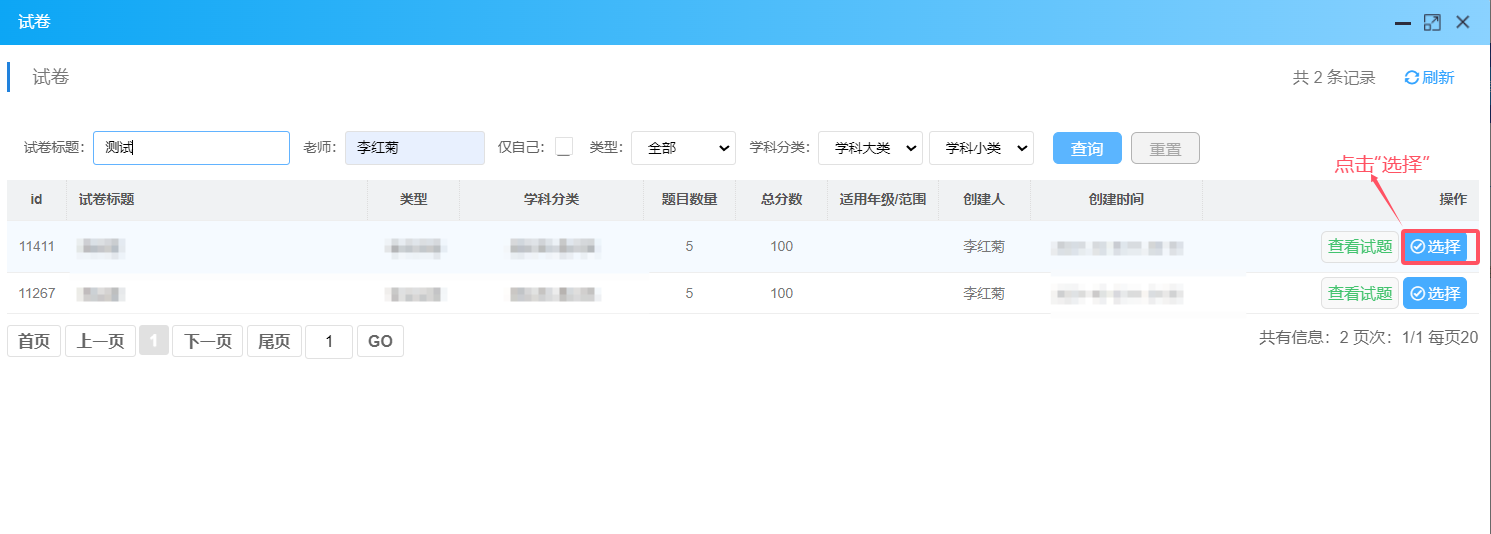 试卷
试卷
共 2 条记录 刷新
试卷标题： 测试 老师： 李红菊 仅自己： 类型： 全部 学科分类： 学科大类 学科小类 查询 重置
点击“选择”
id 试卷标题 类型 学科分类 题目数量 总分数 适用年级/范围 创建人 创建时间 操作
11411 5 100 李红菊 查看试题 选择
11267 5 100 李红菊 查看试题 选择
首页 上一页 1 下一页 尾页 1 GO 共有信息：2 页次：1/1 每页20